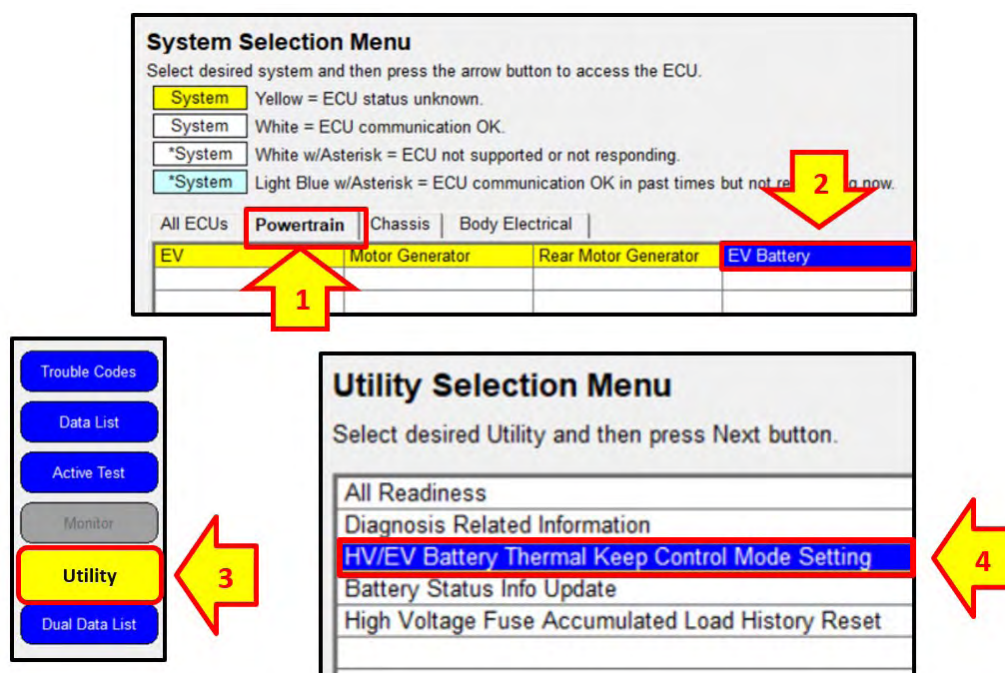 System Selection Menu
Select desired system and then press the arrow button to access the ECU.
System Yellow = ECU status unknown.
System White = ECU communication OK.
*System White w/Asterisk = ECU not supported or not responding.
*System Light Blue w/Asterisk = ECU communication OK in past times but not now.
2
All ECUs Powertrain Chassis Body Electrical
EV Motor Generator Rear Motor Generator EV Battery
1
Trouble Codes
Data List
Active Test
Monitor
Utility
Dual Data List
3
Utility Selection Menu
Select desired Utility and then press Next button.
All Readiness
Diagnosis Related Information
HV/EV Battery Thermal Keep Control Mode Setting
Battery Status Info Update
High Voltage Fuse Accumulated Load History Reset
4